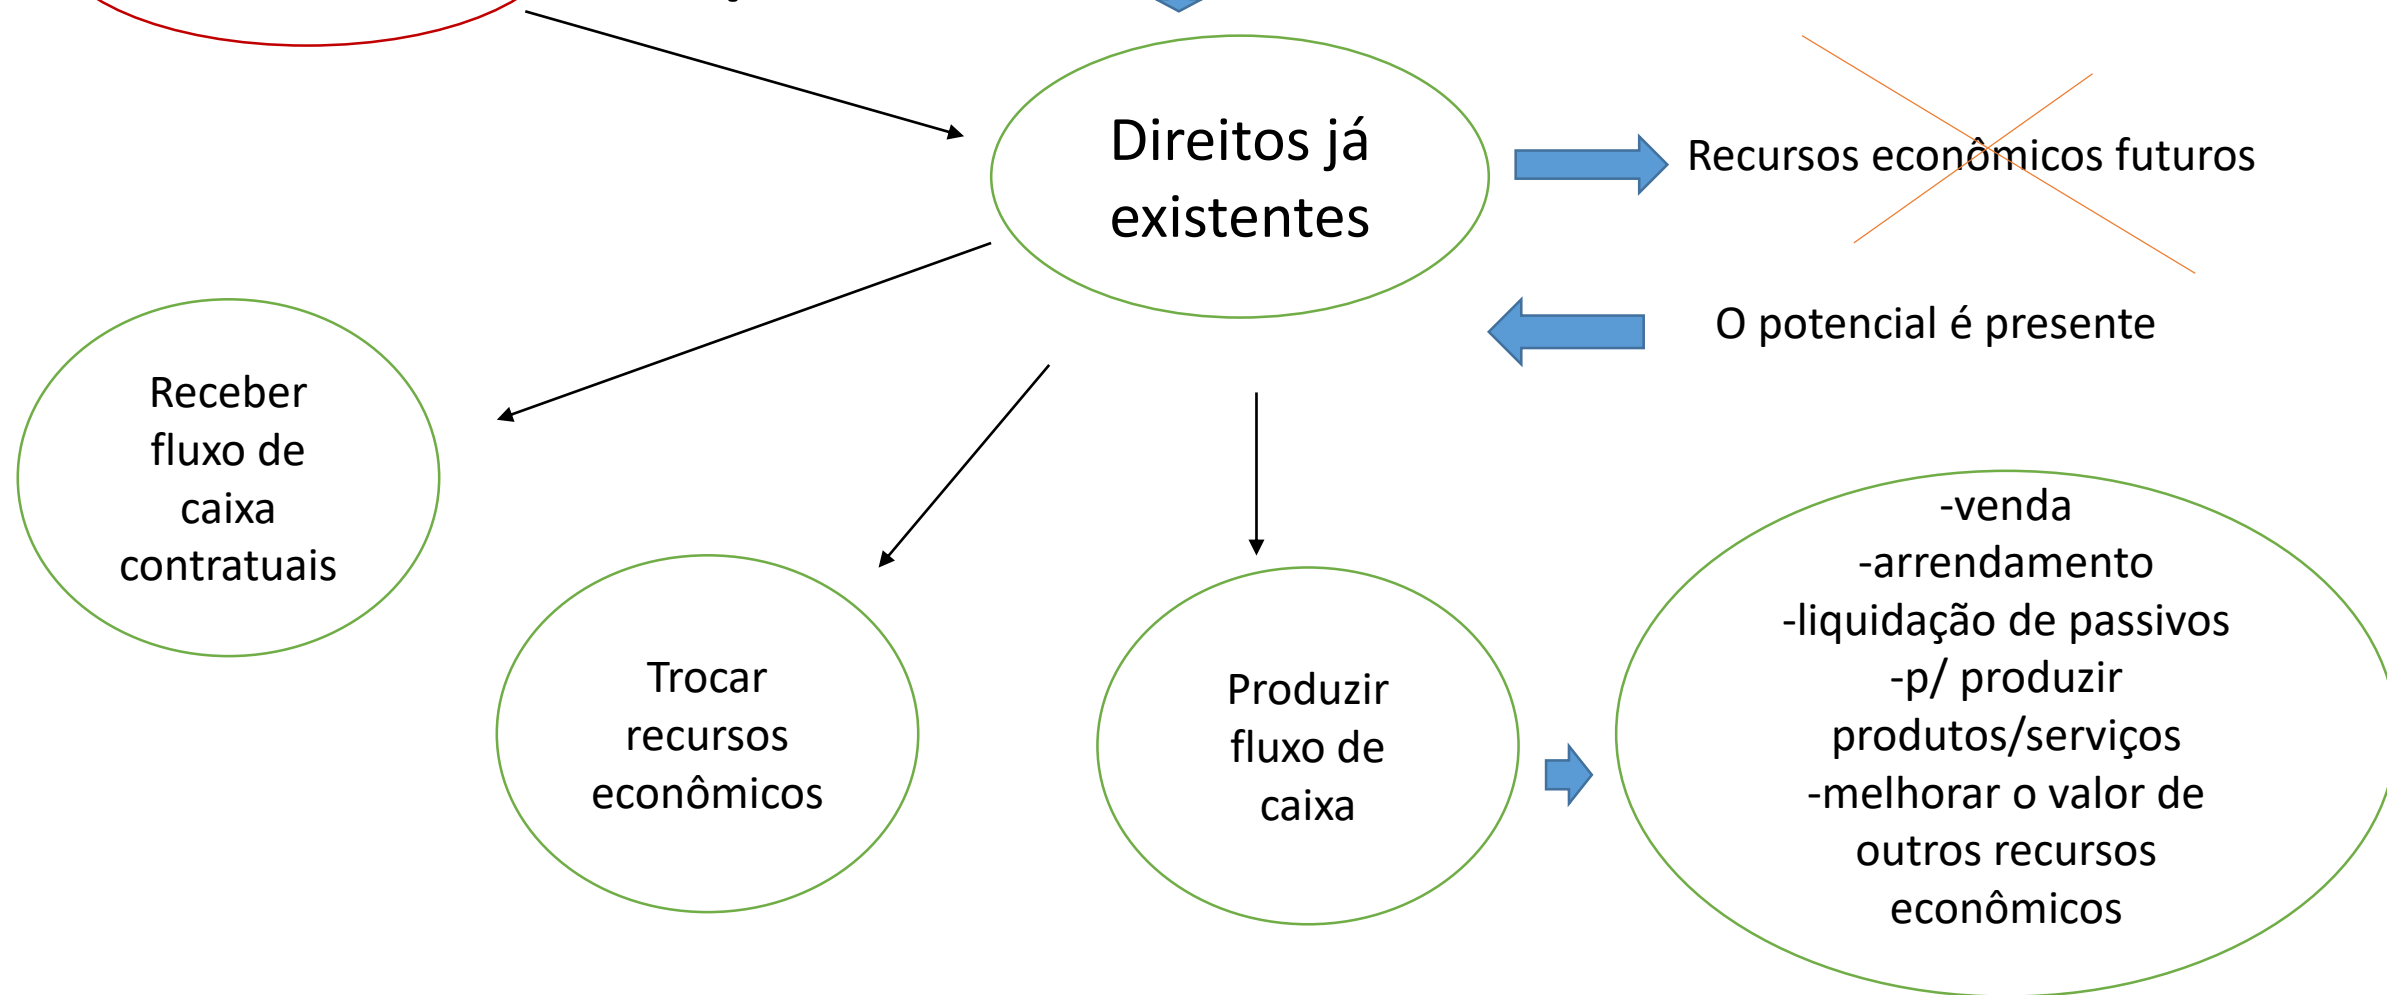 Direitos já
existentes
Recursos econômicos futuros
O potencial é presente
Receber
fluxo de
caixa
contratuais
Trocar
recursos
econômicos
Produzir
fluxo de
caixa
-venda
-arrendamento
-liquidação de passivos
-p/ produzir
produtos/serviços
-melhorar o valor de
outros recursos
econômicos